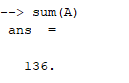 --> sum(A)
ans  =
136.